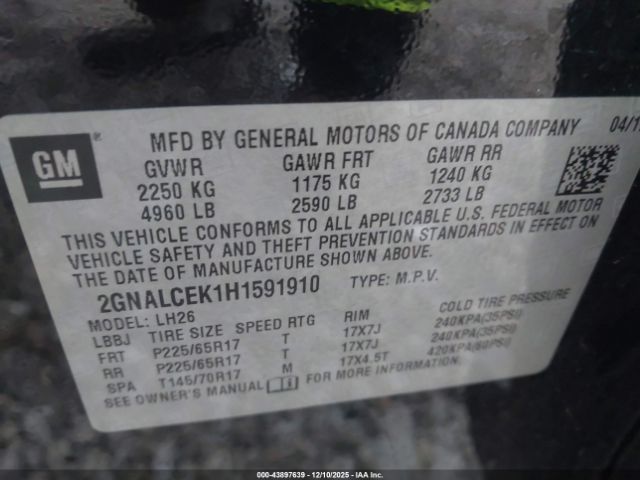 GM
MFD BY GENERAL MOTORS OF CANADA COMPANY 04/1
GVWR GAWR FRT GAWR RR
2250 KG 1175 KG 1240 KG
4960 LB 2590 LB 2733 LB
THIS VEHICLE CONFORMS TO ALL APPLICABLE U.S. FEDERAL MOTOR
VEHICLE SAFETY AND THEFT PREVENTION STANDARDS IN EFFECT ON
THE DATE OF MANUFACTURE SHOWN ABOVE.
2GNALCEK1H1591910 TYPE: M.P.V.
MODEL: LH26
LBBJ TIRE SIZE SPEED RTG RIM COLD TIRE PRESSURE
FRT P225/65R17 T 17X7J 240KPA(35PSI)
RR P225/65R17 T 17X7J 240KPA(35PSI)
SPA T145/70R17 M 17X4.5T 420KPA(60PSI)
SEE OWNER'S MANUAL FOR MORE INFORMATION.
000-43897639 - 12/10/2025 - IAAI.com